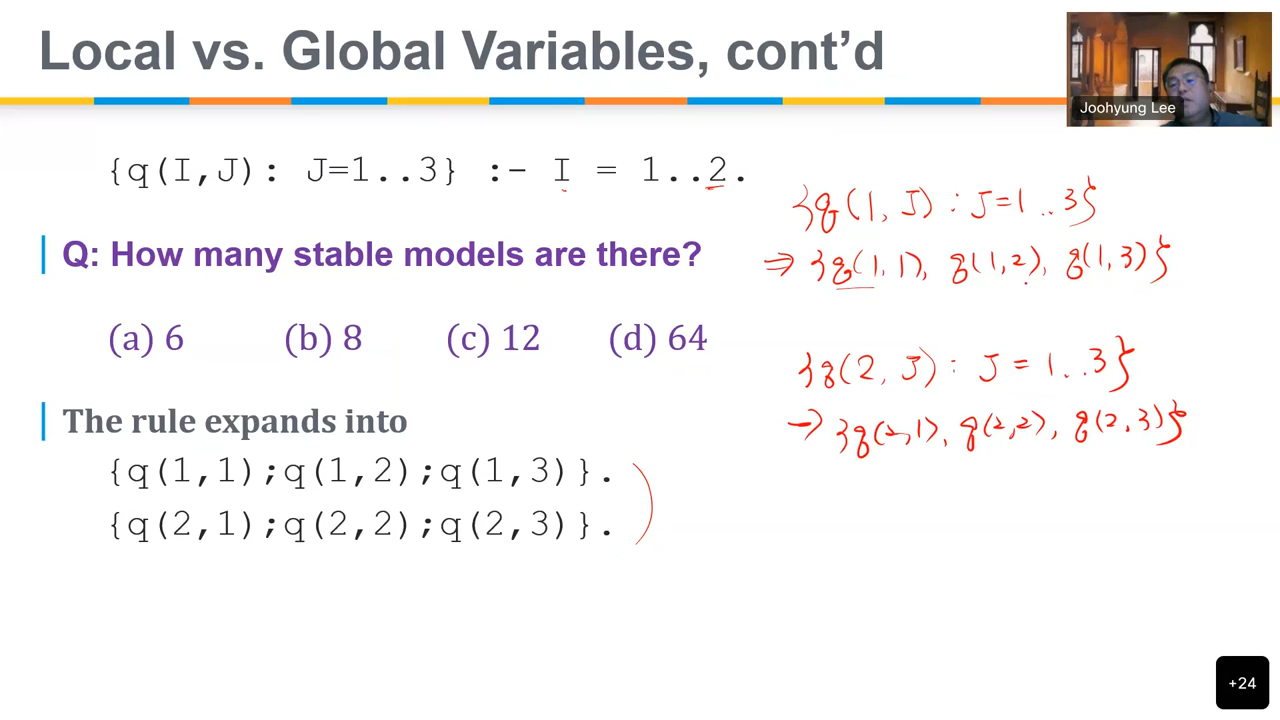 Local vs. Global Variables, cont’d
Joohyung Lee
{q(I,J): J=1..3} :- I = 1..2.
{q(1,J) : J=1..3}
Q: How many stable models are there?
⇒ {q(1,1), q(1,2), q(1,3)}
(a) 6 (b) 8 (c) 12 (d) 64
{q(2,J) : J = 1..3}
The rule expands into
→ {q(2,1), q(2,2), q(2,3)}
{q(1,1);q(1,2);q(1,3)}.
{q(2,1);q(2,2);q(2,3)}.
+24